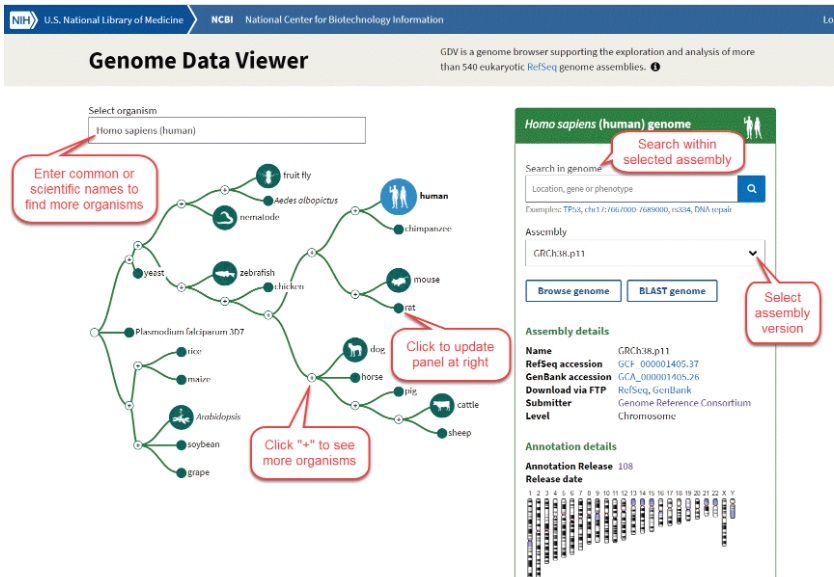 NIH U.S. National Library of Medicine NCBI National Center for Biotechnology Information Lo
Genome Data Viewer
GDV is a genome browser supporting the exploration and analysis of more
than 540 eukaryotic RefSeq genome assemblies.
Select organism
Homo sapiens (human)
Enter common or
scientific names to
find more organisms
fruit fly
Aedes albopictus
nematode
yeast
zebrafish
chicken
human
chimpanzee
mouse
rat
Click to update
panel at right
Plasmodium falciparum 3D7
rice
maize
Arabidopsis
soybean
grape
dog
horse
pig
cattle
sheep
Click "+" to see
more organisms
Homo sapiens (human) genome
Search within
selected assembly
Search in genome
Location, gene or phenotype
Examples: TP53, chr17:7667000-7689000, rs334, DNA repair
Assembly
GRCh38.p11
Select
assembly
version
Browse genome BLAST genome
Assembly details
Name GRCh38.p11
RefSeq accession GCF_000001405.37
GenBank accession GCA_000001405.26
Download via FTP RefSeq, GenBank
Submitter Genome Reference Consortium
Level Chromosome
Annotation details
Annotation Release 108
Release date
1 2 3 4 5 6 7 8 9 10 11 12 13 14 15 16 17 18 19 20 21 22 X Y